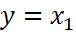 y = x₁